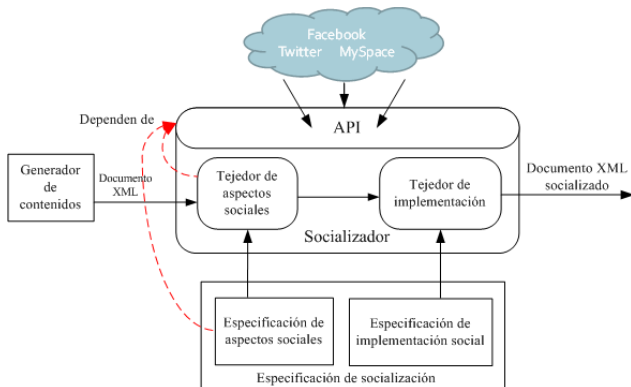 Facebook
Twitter MySpace
Dependen de
API
Generador
de
contenidos
Documento
XML
Tejedor de
aspectos
sociales
Tejedor de
implementación
Documento XML
socializado
Socializador
Especificación de
aspectos sociales
Especificación de
implementación social
Especificación de socialización